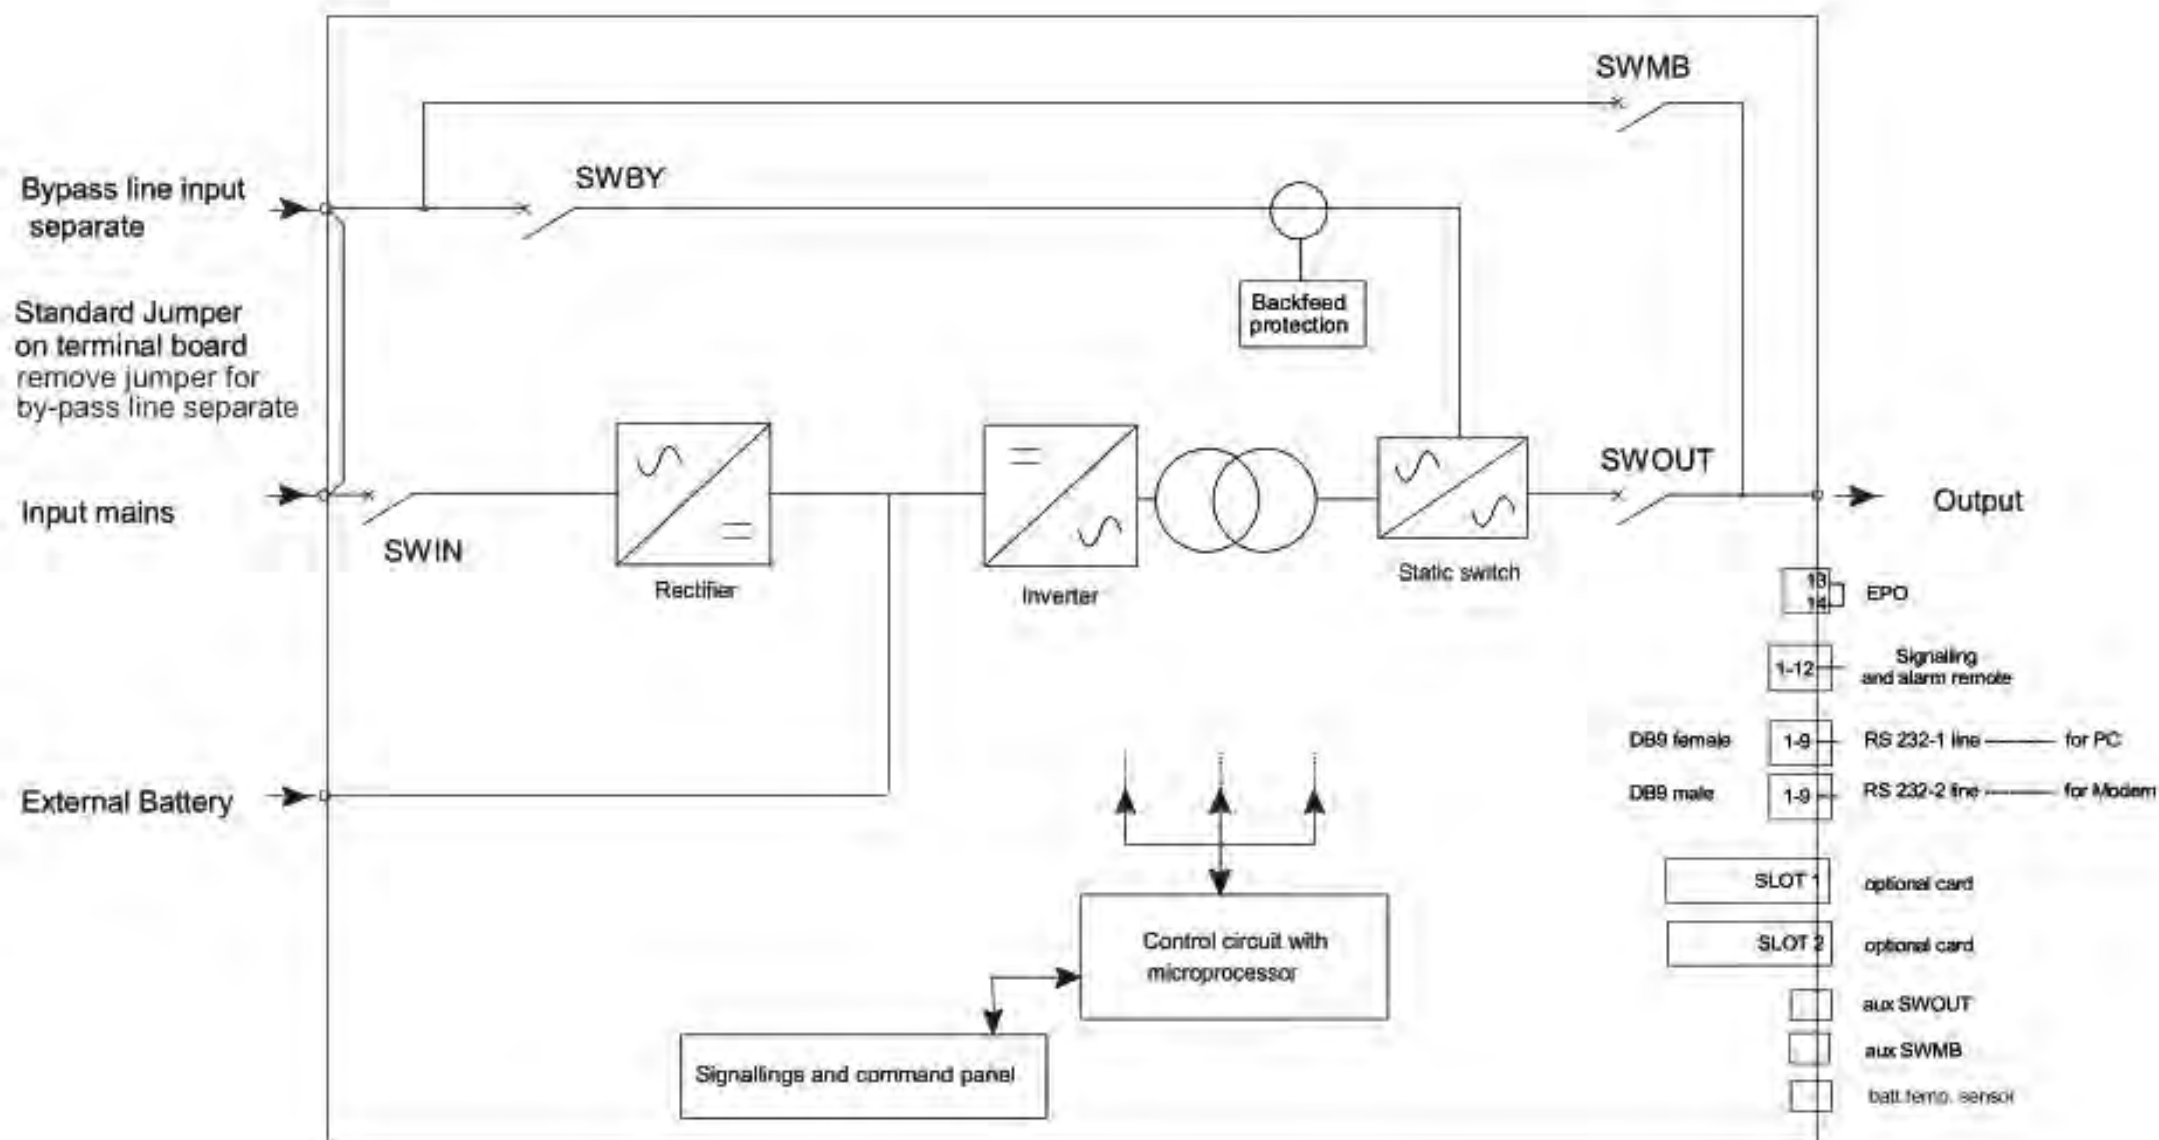 SWMB
SWBY
Bypass line input
separate
Backfeed
protection
Standard Jumper
on terminal board
remove jumper for
by-pass line separate
Input mains
SWIN
Rectifier
Inverter
Static switch
SWOUT
Output
13
14
EPO
1-12
Signalling
and alarm remote
DB9 female
1-9
RS 232-1 line
for PC
DB9 male
1-9
RS 232-2 line
for Modem
External Battery
SLOT 1
optional card
SLOT 2
optional card
Control circuit with
microprocessor
aux SWOUT
aux SWMB
Signallings and command panel
batt.temp. sensor